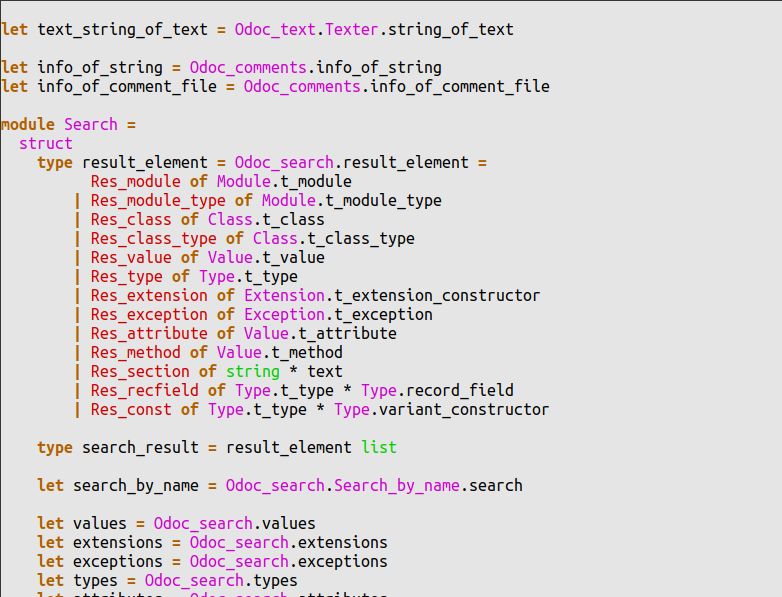 let text_string_of_text = Odoc_text.Texter.string_of_text
let info_of_string = Odoc_comments.info_of_string
let info_of_comment_file = Odoc_comments.info_of_comment_file
module Search =
  struct
    type result_element = Odoc_search.result_element =
          Res_module of Module.t_module
        | Res_module_type of Module.t_module_type
        | Res_class of Class.t_class
        | Res_class_type of Class.t_class_type
        | Res_value of Value.t_value
        | Res_type of Type.t_type
        | Res_extension of Extension.t_extension_constructor
        | Res_exception of Exception.t_exception
        | Res_attribute of Value.t_attribute
        | Res_method of Value.t_method
        | Res_section of string * text
        | Res_recfield of Type.t_type * Type.record_field
        | Res_const of Type.t_type * Type.variant_constructor
    type search_result = result_element list
    let search_by_name = Odoc_search.Search_by_name.search
    let values = Odoc_search.values
    let extensions = Odoc_search.extensions
    let exceptions = Odoc_search.exceptions
    let types = Odoc_search.types
    let attributes = Odoc_search.attributes